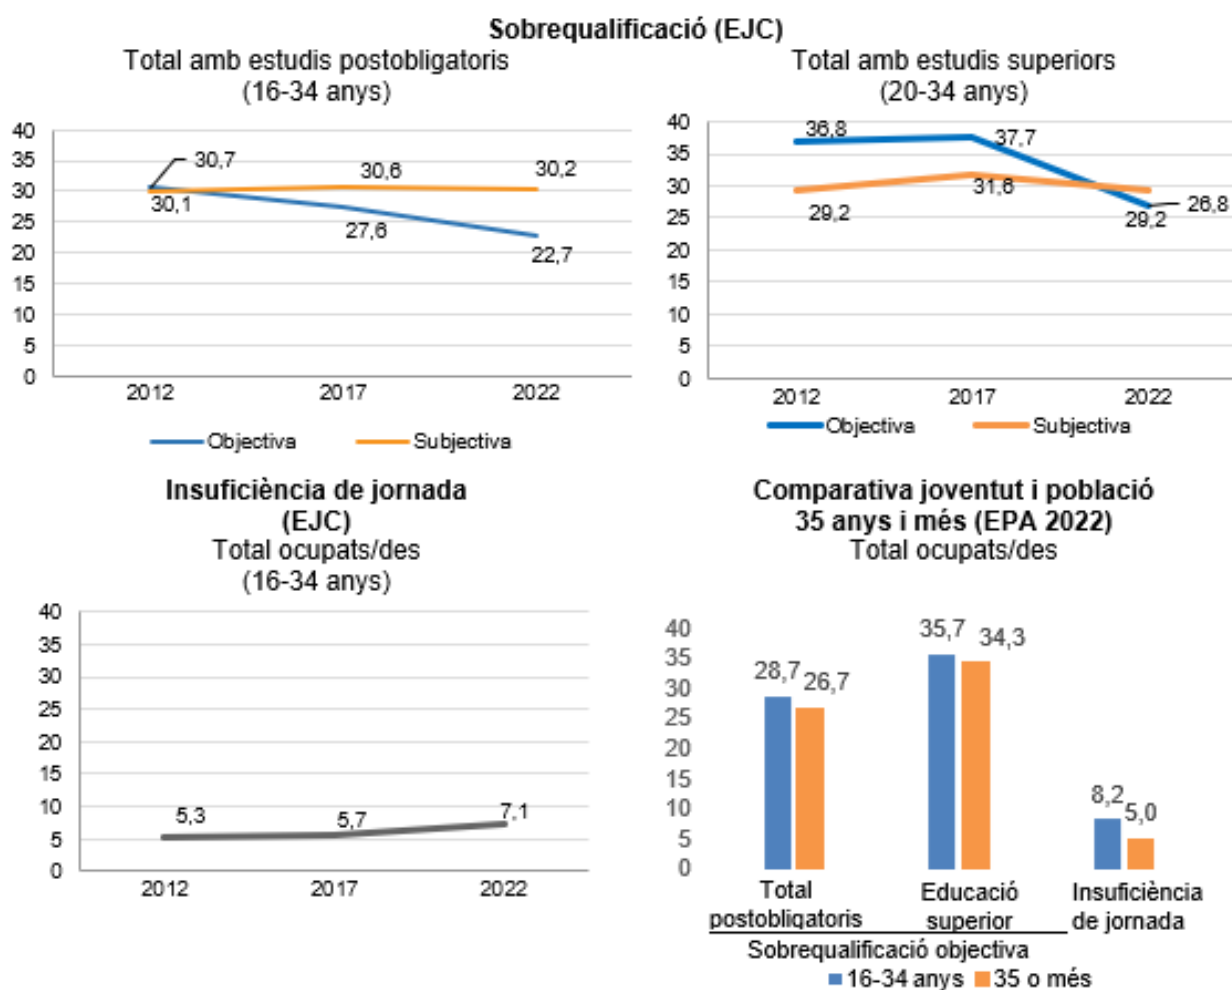 Sobrequalificació (EJC)
Total amb estudis postobligatoris
(16-34 anys)
40
35
30
25
20
15
10
5
0
30,7
30,1
30,6
27,6
30,2
22,7
2012
2017
2022
Objectiva
Subjectiva
Total amb estudis superiors
(20-34 anys)
40
35
30
25
20
15
10
5
0
36,8
29,2
37,7
31,6
29,2
26,8
2012
2017
2022
Objectiva
Subjectiva
Insuficiència de jornada
(EJC)
Total ocupats/des
(16-34 anys)
40
35
30
25
20
15
10
5
0
5,3
5,7
7,1
2012
2017
2022
Comparativa joventut i població
35 anys i més (EPA 2022)
Total ocupats/des
40
35
30
25
20
15
10
5
0
28,7
26,7
35,7
34,3
8,2
5,0
Total
postobligatoris
Educació
superior
Insuficiència
de jornada
Sobrequalificació objectiva
16-34 anys
35 o més